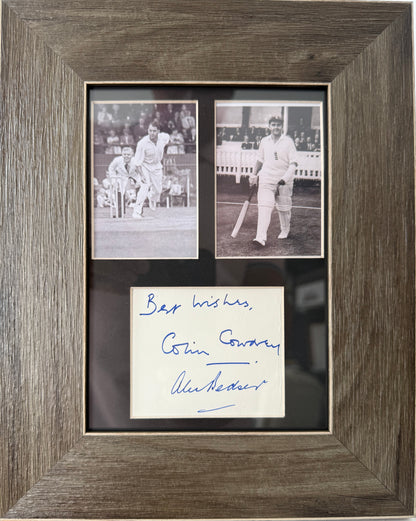 Best Wishes,
Colin Cowdrey.
Alec Bedser